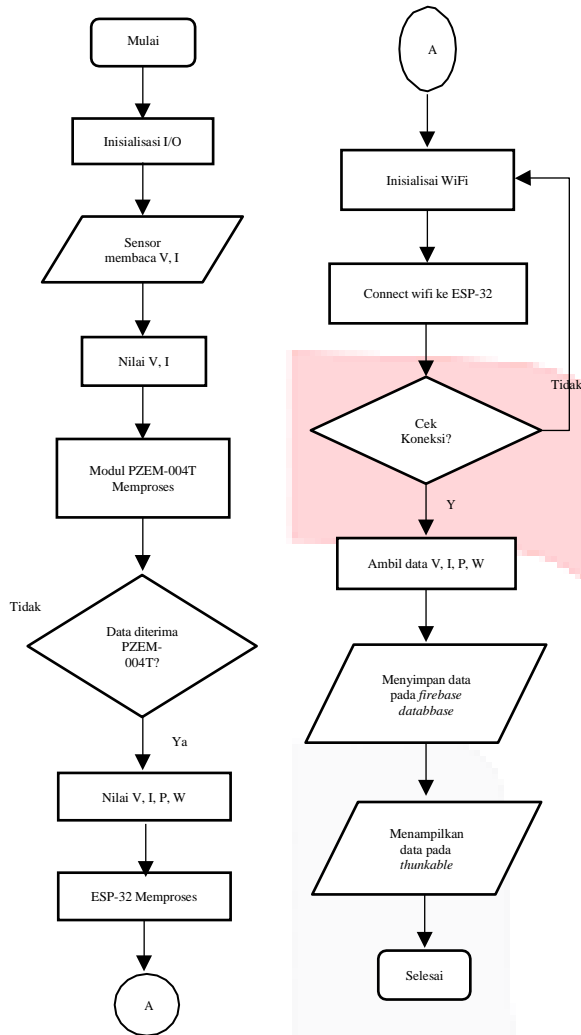 Mulai
Inisialisasi I/O
Sensor
membaca V, I
Nilai V, I
Modul PZEM-004T
Memproses
Tidak
Data diterima
PZEM-
004T?
Ya
Nilai V, I, P, W
ESP-32 Memproses
A
A
Inisialisai WiFi
Connect wifi ke ESP-32
Tidak
Cek
Koneksi?
Y
Ambil data V, I, P, W
Menyimpan data
pada firebase
databbase
Menampilkan
data pada
thunkable
Selesai